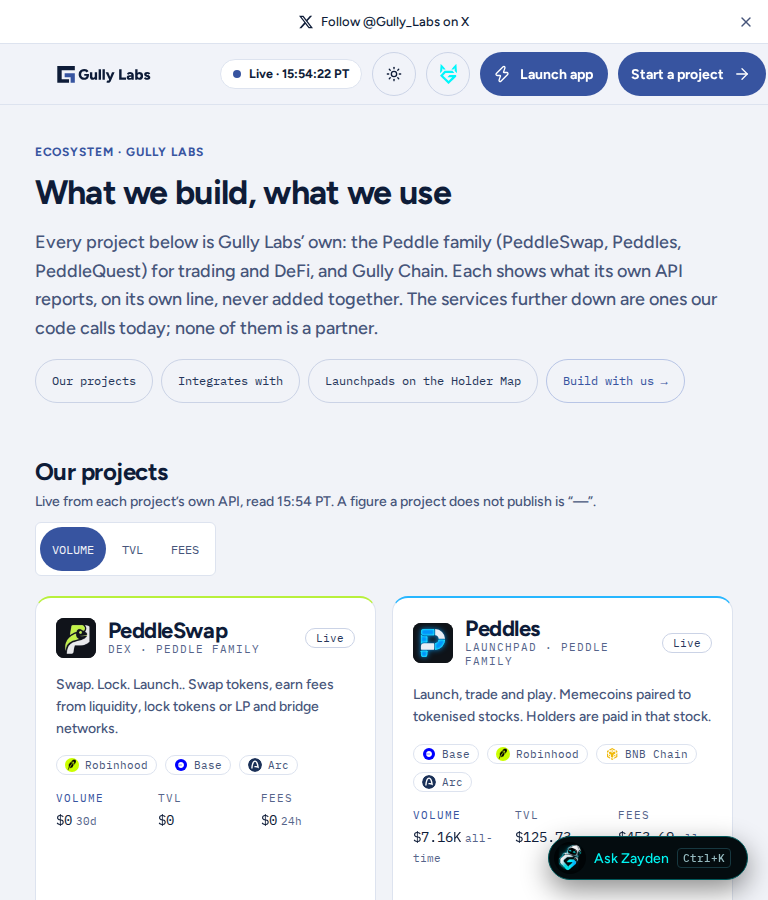 Follow @Gully_Labs on X
Gully Labs
Live · 15:54:22 PT
Launch app
Start a project →
ECOSYSTEM · GULLY LABS
What we build, what we use
Every project below is Gully Labs’ own: the Peddle family (PeddleSwap, Peddles,
PeddleQuest) for trading and DeFi, and Gully Chain. Each shows what its own API
reports, on its own line, never added together. The services further down are ones our
code calls today; none of them is a partner.
Our projects
Integrates with
Launchpads on the Holder Map
Build with us →
Our projects
Live from each project’s own API, read 15:54 PT. A figure a project does not publish is “—”.
VOLUME
TVL
FEES
PeddleSwap
DEX · PEDDLE FAMILY
Live
Swap. Lock. Launch.. Swap tokens, earn fees
from liquidity, lock tokens or LP and bridge
networks.
Robinhood
Base
Arc
VOLUME
TVL
FEES
$0 30d
$0
$0 24h
Peddles
LAUNCHPAD · PEDDLE
FAMILY
Live
Launch, trade and play. Memecoins paired to
tokenised stocks. Holders are paid in that stock.
Base
Robinhood
BNB Chain
Arc
VOLUME
TVL
FEES
$7.16K all-
time
$125.73
Ask Zayden
Ctrl+K